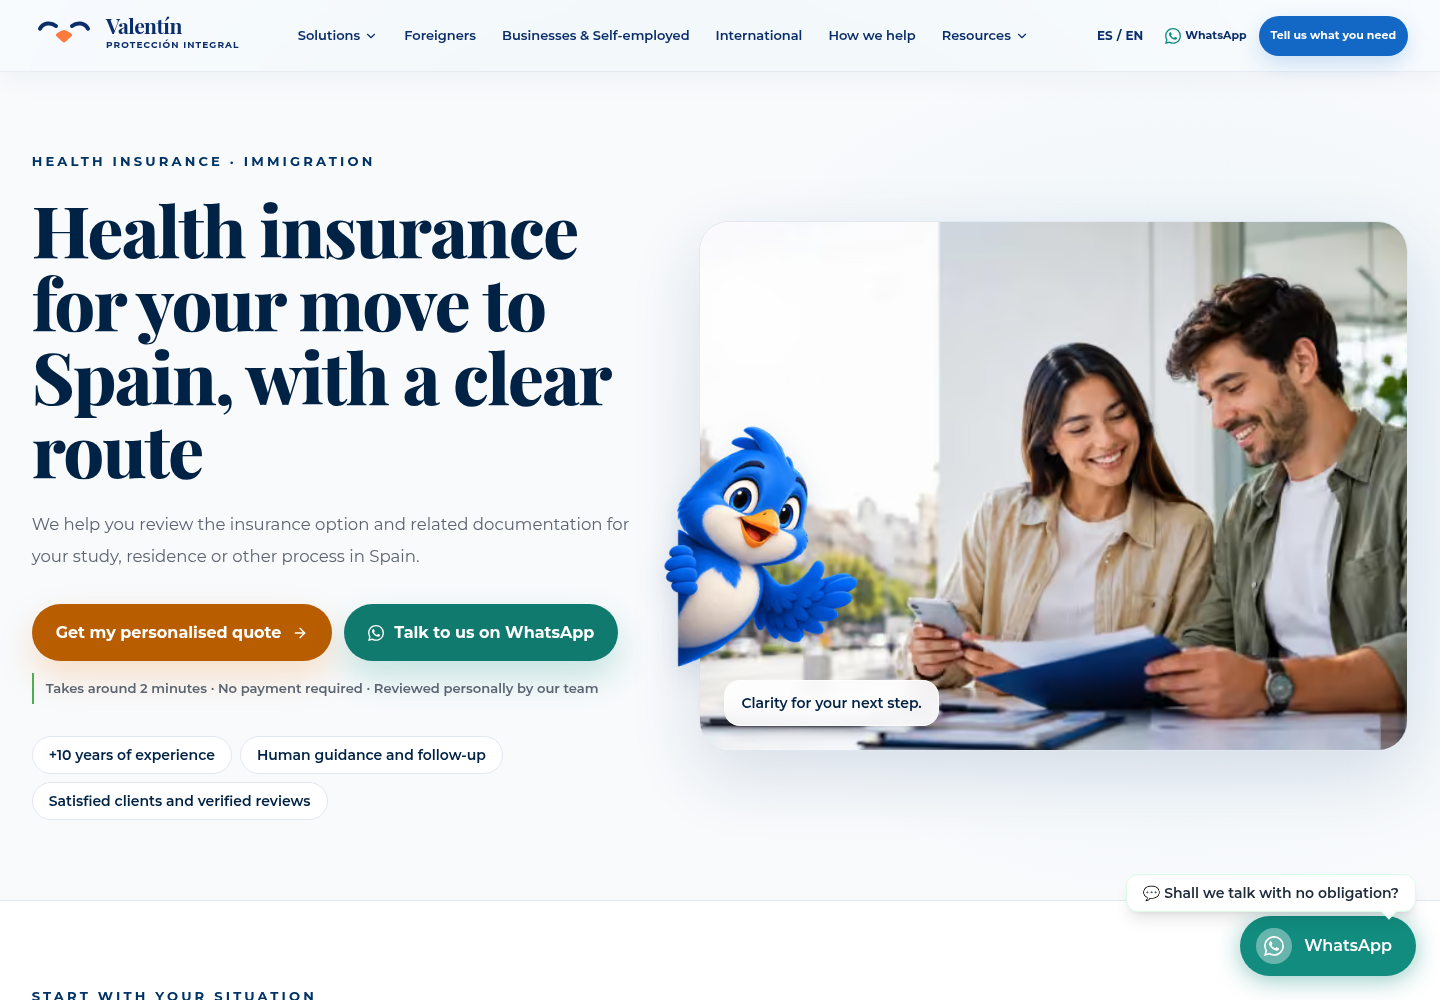 Valentín
PROTECCIÓN INTEGRAL
Solutions
Foreigners
Businesses & Self-employed
International
How we help
Resources
ES / EN
WhatsApp
Tell us what you need
HEALTH INSURANCE · IMMIGRATION
Health insurance
for your move to
Spain, with a clear
route
We help you review the insurance option and related documentation for
your study, residence or other process in Spain.
Get my personalised quote →
Talk to us on WhatsApp
Takes around 2 minutes · No payment required · Reviewed personally by our team
+10 years of experience
Human guidance and follow-up
Satisfied clients and verified reviews
Clarity for your next step.
💬 Shall we talk with no obligation?
WhatsApp
START WITH YOUR SITUATION